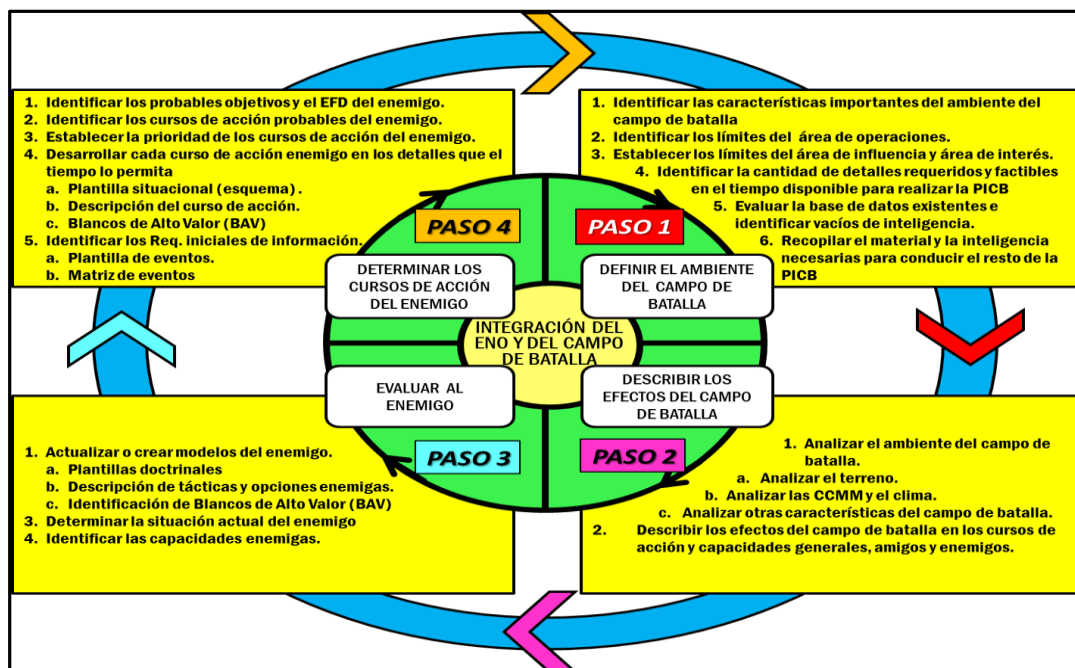 1. Identificar los probables objetivos y el EFD del enemigo.
2. Identificar los cursos de acción probables del enemigo.
3. Establecer la prioridad de los cursos de acción del enemigo.
4. Desarrollar cada curso de acción enemigo en los detalles que el
tiempo lo permita
a. Plantilla situacional (esquema) .
b. Descripción del curso de acción.
c. Blancos de Alto Valor (BAV)
5. Identificar los Req. iniciales de información.
a. Plantilla de eventos.
b. Matriz de eventos
1. Identificar las características importantes del ambiente del
campo de batalla
2. Identificar los límites del área de operaciones.
3. Establecer los límites del área de influencia y área de interés.
4. Identificar la cantidad de detalles requeridos y factibles
en el tiempo disponible para realizar la PICB
5. Evaluar la base de datos existentes e
identificar vacíos de inteligencia.
6. Recopilar el material y la inteligencia
necesarias para conducir el resto de la
PICB
PASO 4
PASO 1
DETERMINAR LOS
CURSOS DE ACCIÓN
DEL ENEMIGO
DEFINIR EL AMBIENTE
DEL CAMPO DE
BATALLA
INTEGRACIÓN DEL
ENO Y DEL CAMPO
DE BATALLA
EVALUAR AL
ENEMIGO
DESCRIBIR LOS
EFECTOS DEL CAMPO
DE BATALLA
PASO 3
PASO 2
1. Actualizar o crear modelos del enemigo.
a. Plantillas doctrinales
b. Descripción de tácticas y opciones enemigas.
c. Identificación de Blancos de Alto Valor (BAV)
3. Determinar la situación actual del enemigo
4. Identificar las capacidades enemigas.
1. Analizar el ambiente del campo de
batalla.
a. Analizar el terreno.
b. Analizar las CCMM y el clima.
c. Analizar otras características del campo de batalla.
2. Describir los efectos del campo de batalla en los cursos de
acción y capacidades generales, amigos y enemigos.